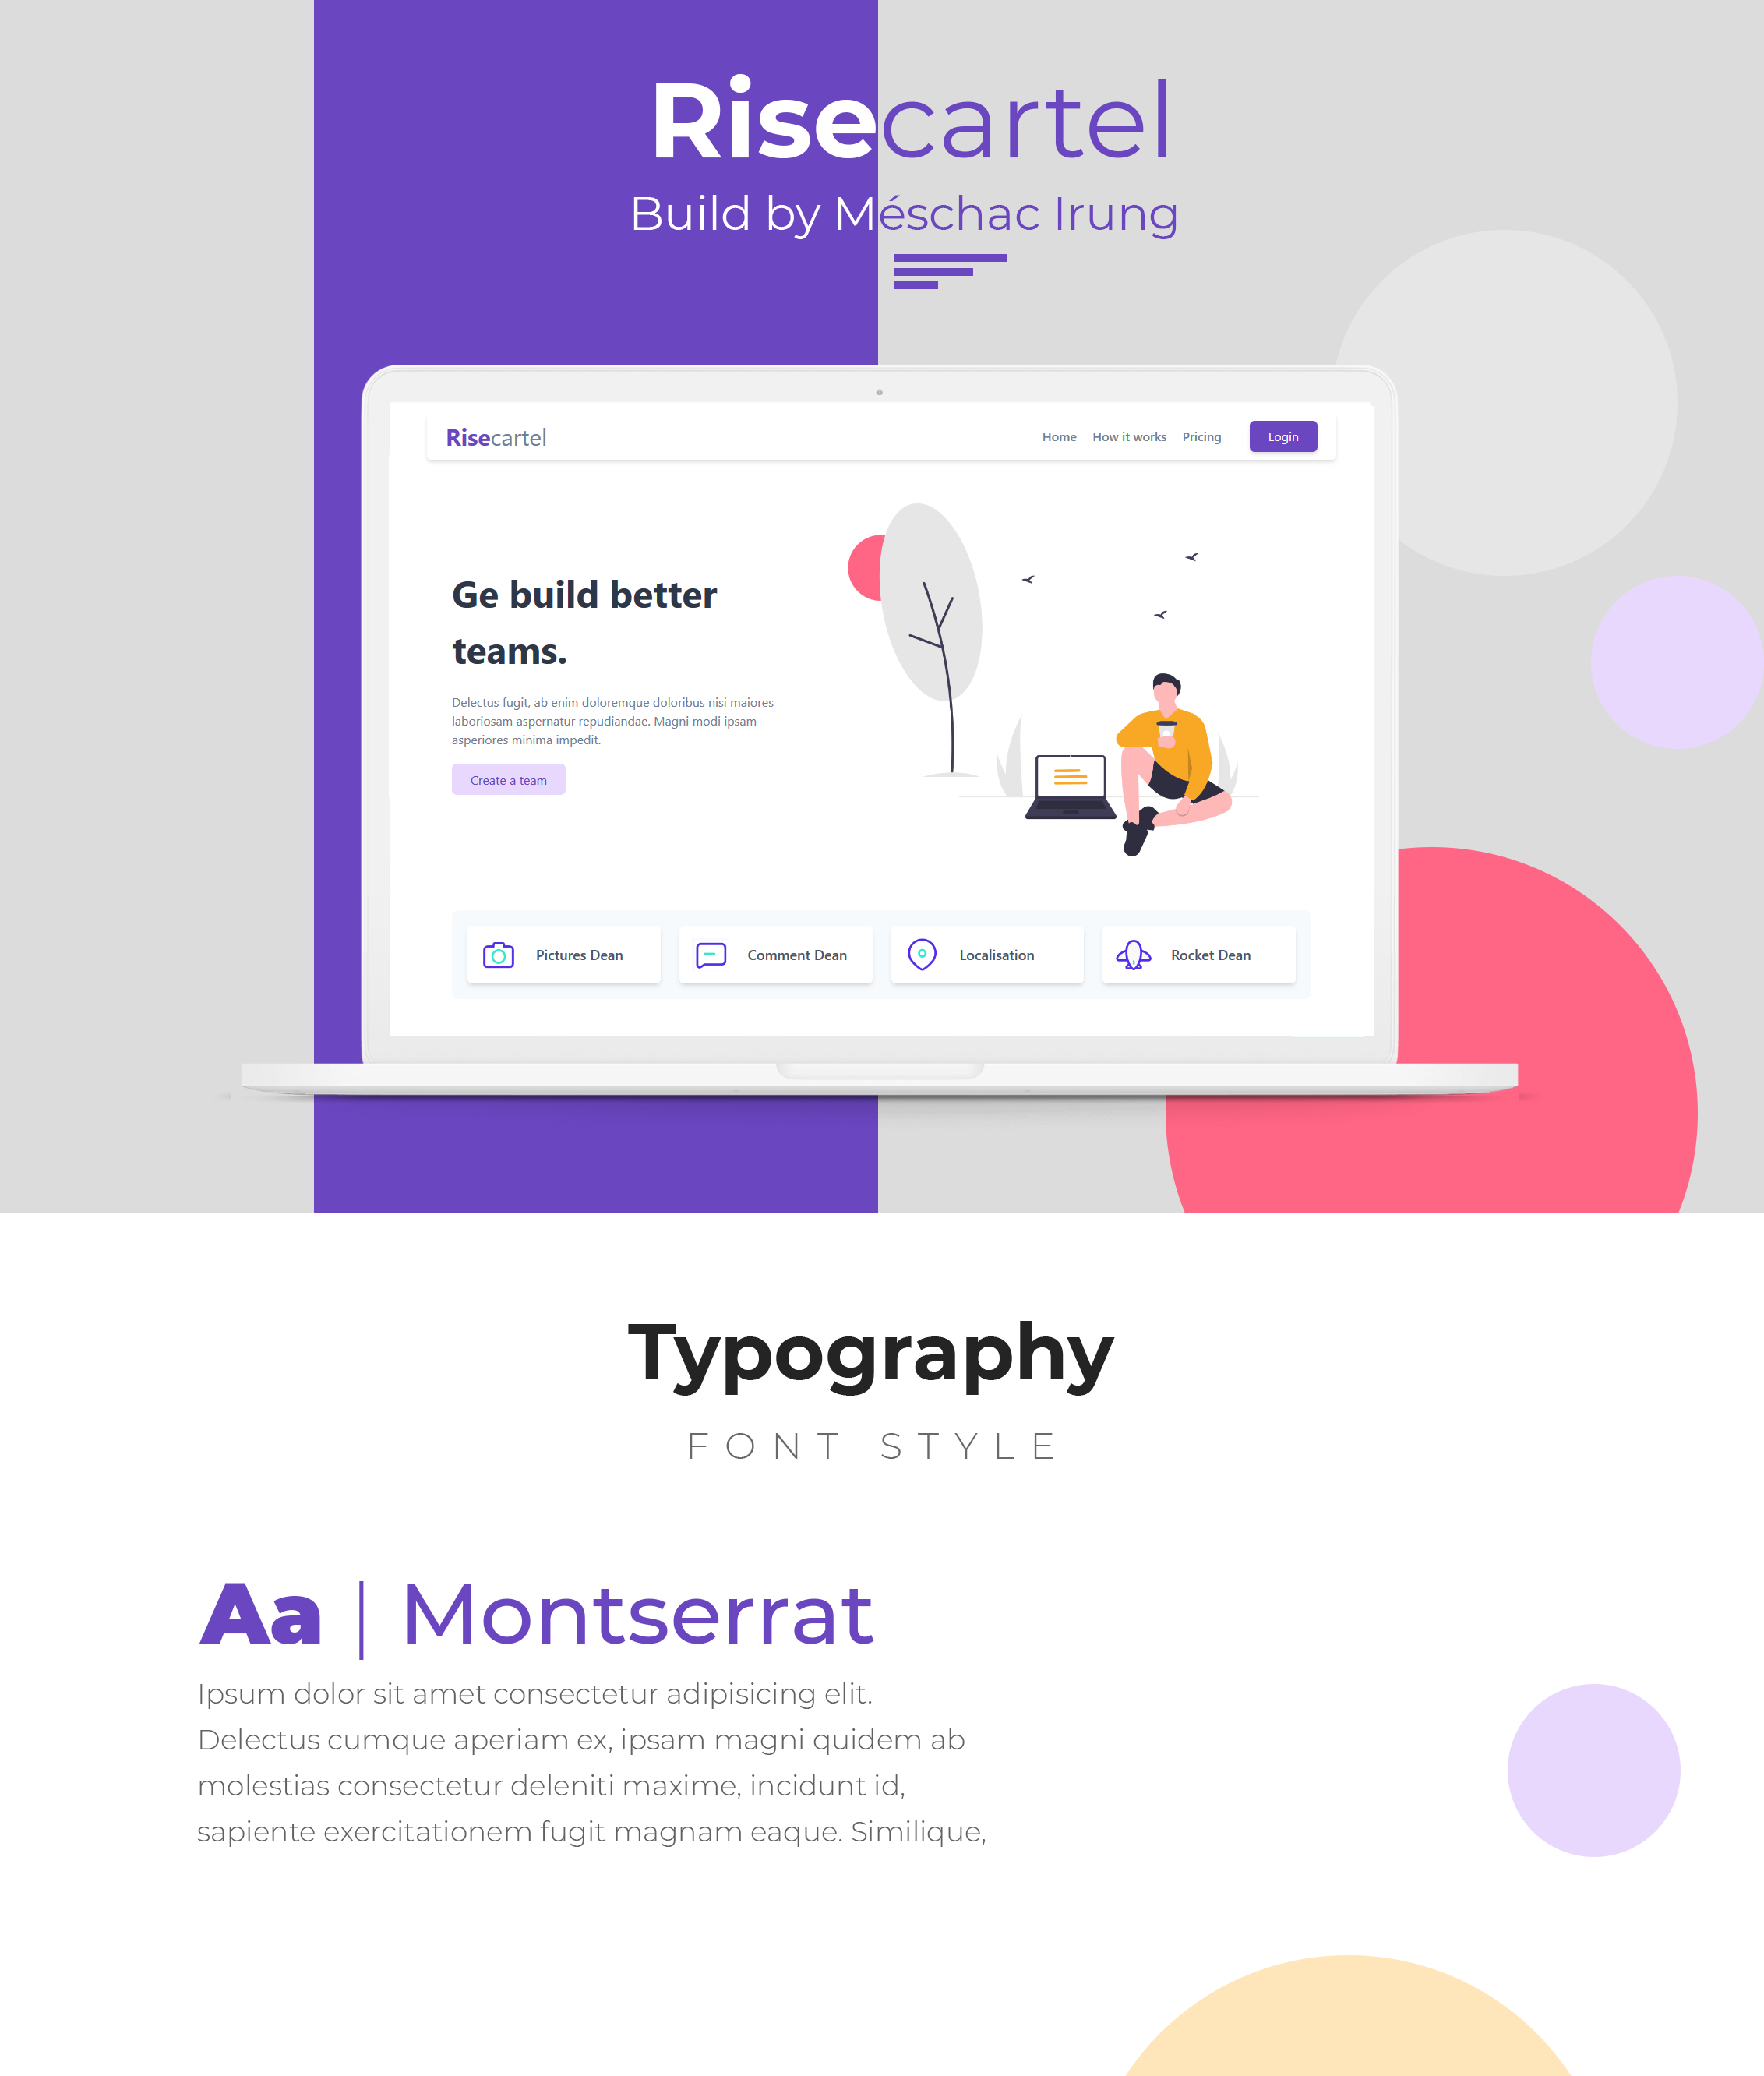 Risecartel
Build by Méschac Irung
Risecartel
Home How it works Pricing Login
Ge build better
teams.
Delectus fugit, ab enim doloremque doloribus nisi maiores
laboriosam aspernatur repudiandae. Magni modi ipsam
asperiores minima impedit.
Create a team
Pictures Dean Comment Dean Localisation Rocket Dean
Typography
FONT STYLE
Aa | Montserrat
Ipsum dolor sit amet consectetur adipisicing elit.
Delectus cumque aperiam ex, ipsam magni quidem ab
molestias consectetur deleniti maxime, incidunt id,
sapiente exercitationem fugit magnam eaque. Similique,